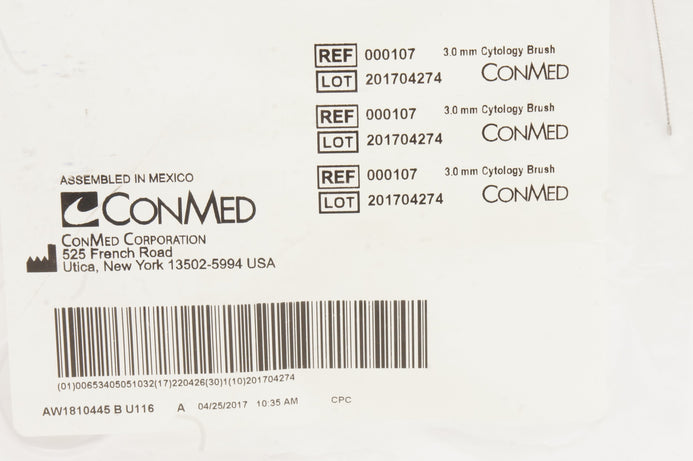 REF 000107 3.0 mm Cytology Brush
LOT 201704274 CONMED
REF 000107 3.0 mm Cytology Brush
LOT 201704274 CONMED
REF 000107 3.0 mm Cytology Brush
LOT 201704274 CONMED
ASSEMBLED IN MEXICO
CONMED
CONMED CORPORATION
525 French Road
Utica, New York 13502-5994 USA
(01)00653405051032(17)220426(30)1(10)201704274
AW1810445 B U116 A 04/25/2017 10:35 AM CPC